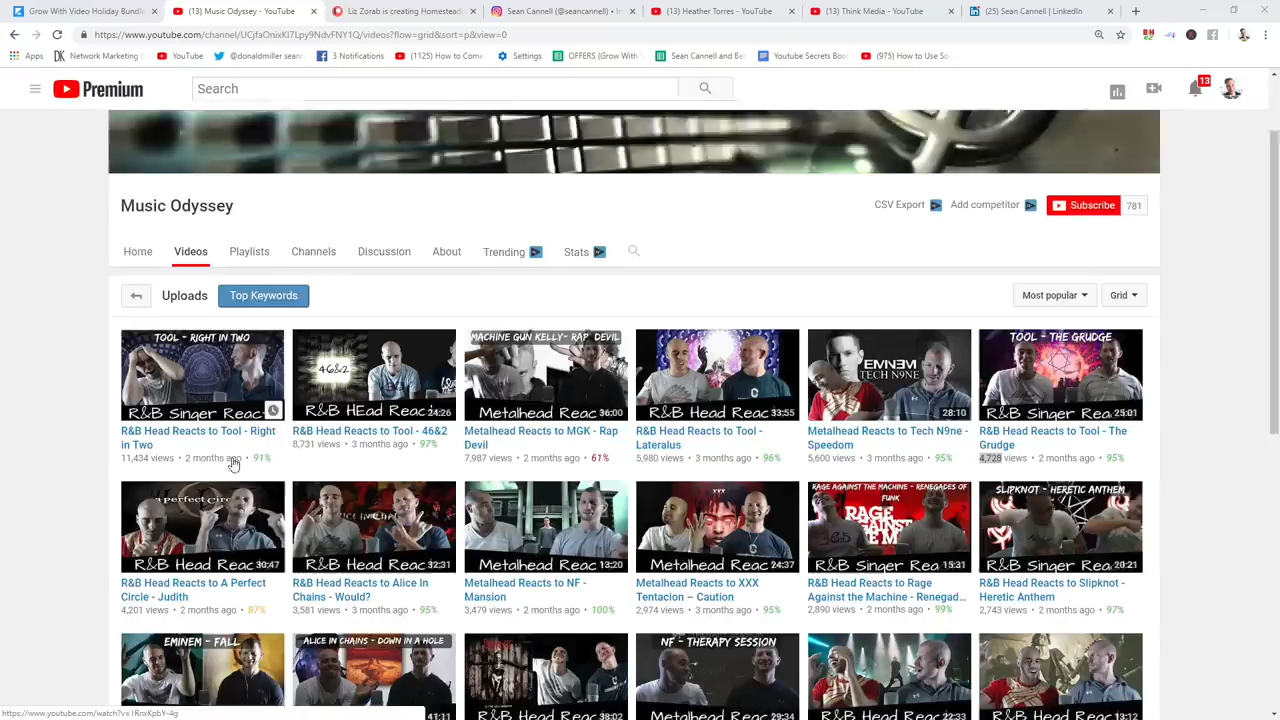 Grow With Video Holiday Bundle
(13) Music Odyssey - YouTube
Liz Zorab is creating Homestead
Sean Cannell (@seancannell) • In
(13) Heather Torres - YouTube
(13) Think Media - YouTube
(25) Sean Cannell | LinkedIn
https://www.youtube.com/channel/UCjfaOnixKl7Lpy9NdvFNY1Q/videos?flow=grid&sort=p&view=0
Apps
Network Marketing
YouTube
@donaldmiller seanc
3 Notifications
(1125) How to Come
Settings
OFFERS (Grow With
Sean Cannell and Ben
Youtube Secrets Boo
(975) How to Use So
Premium
Search
13
Music Odyssey
CSV Export
Add competitor
Subscribe 781
Home Videos Playlists Channels Discussion About Trending Stats
Uploads
Top Keywords
Most popular
Grid
TOOL - RIGHT IN TWO
R&B Singer Reac
R&B Head Reacts to Tool - Right
in Two
11,434 views • 2 months ago • 91%
46&2
R&B HEad Reac
24:26
R&B Head Reacts to Tool - 46&2
8,731 views • 3 months ago • 97%
MACHINE GUN KELLY- RAP DEVIL
Metalhead Reac
36:00
Metalhead Reacts to MGK - Rap
Devil
7,987 views • 2 months ago • 61%
R&B Head Reac
33:55
R&B Head Reacts to Tool -
Lateralus
5,980 views • 3 months ago • 96%
EMINEM
TECH N9NE
Metalhead Reac
28:10
Metalhead Reacts to Tech N9ne -
Speedom
5,600 views • 3 months ago • 95%
TOOL - THE GRUDGE
R&B Singer Reac
25:01
R&B Head Reacts to Tool - The
Grudge
4,728 views • 2 months ago • 95%
A Perfect Circle
R&B Head Reac
30:47
R&B Head Reacts to A Perfect
Circle - Judith
4,201 views • 2 months ago • 87%
R&B Head Reac
32:31
R&B Head Reacts to Alice In
Chains - Would?
3,581 views • 3 months ago • 95%
Metalhead Reac
13:20
Metalhead Reacts to NF -
Mansion
3,479 views • 2 months ago • 100%
XXX
Metalhead Reac
24:37
Metalhead Reacts to XXX
Tentacion – Caution
2,974 views • 3 months ago • 95%
RAGE AGAINST THE MACHINE - RENEGADES OF
FUNK
RAGE
AGAINST
R&B Head Reac
15:31
R&B Head Reacts to Rage
Against the Machine - Renegad...
2,890 views • 2 months ago • 99%
SLIPKNOT - HERETIC ANTHEM
R&B Head Reac
20:21
R&B Head Reacts to Slipknot -
Heretic Anthem
2,743 views • 2 months ago • 97%
EMINEM - FALL
ALICE IN CHAINS - DOWN IN A HOLE
41:11
38:02
NF - THERAPY SESSION
29:34
22:33
13:12